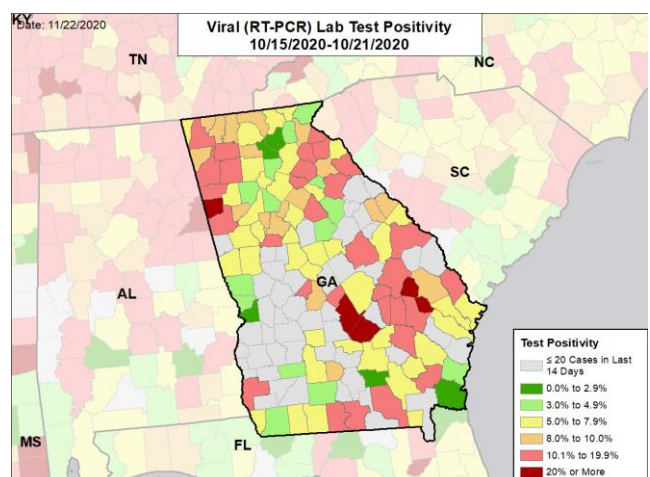 KY
Date: 11/22/2020
Viral (RT-PCR) Lab Test Positivity
10/15/2020-10/21/2020
TN
NC
SC
GA
AL
MS
FL
Test Positivity
≤ 20 Cases in Last
14 Days
0.0% to 2.9%
3.0% to 4.9%
5.0% to 7.9%
8.0% to 10.0%
10.1% to 19.9%
20% or More